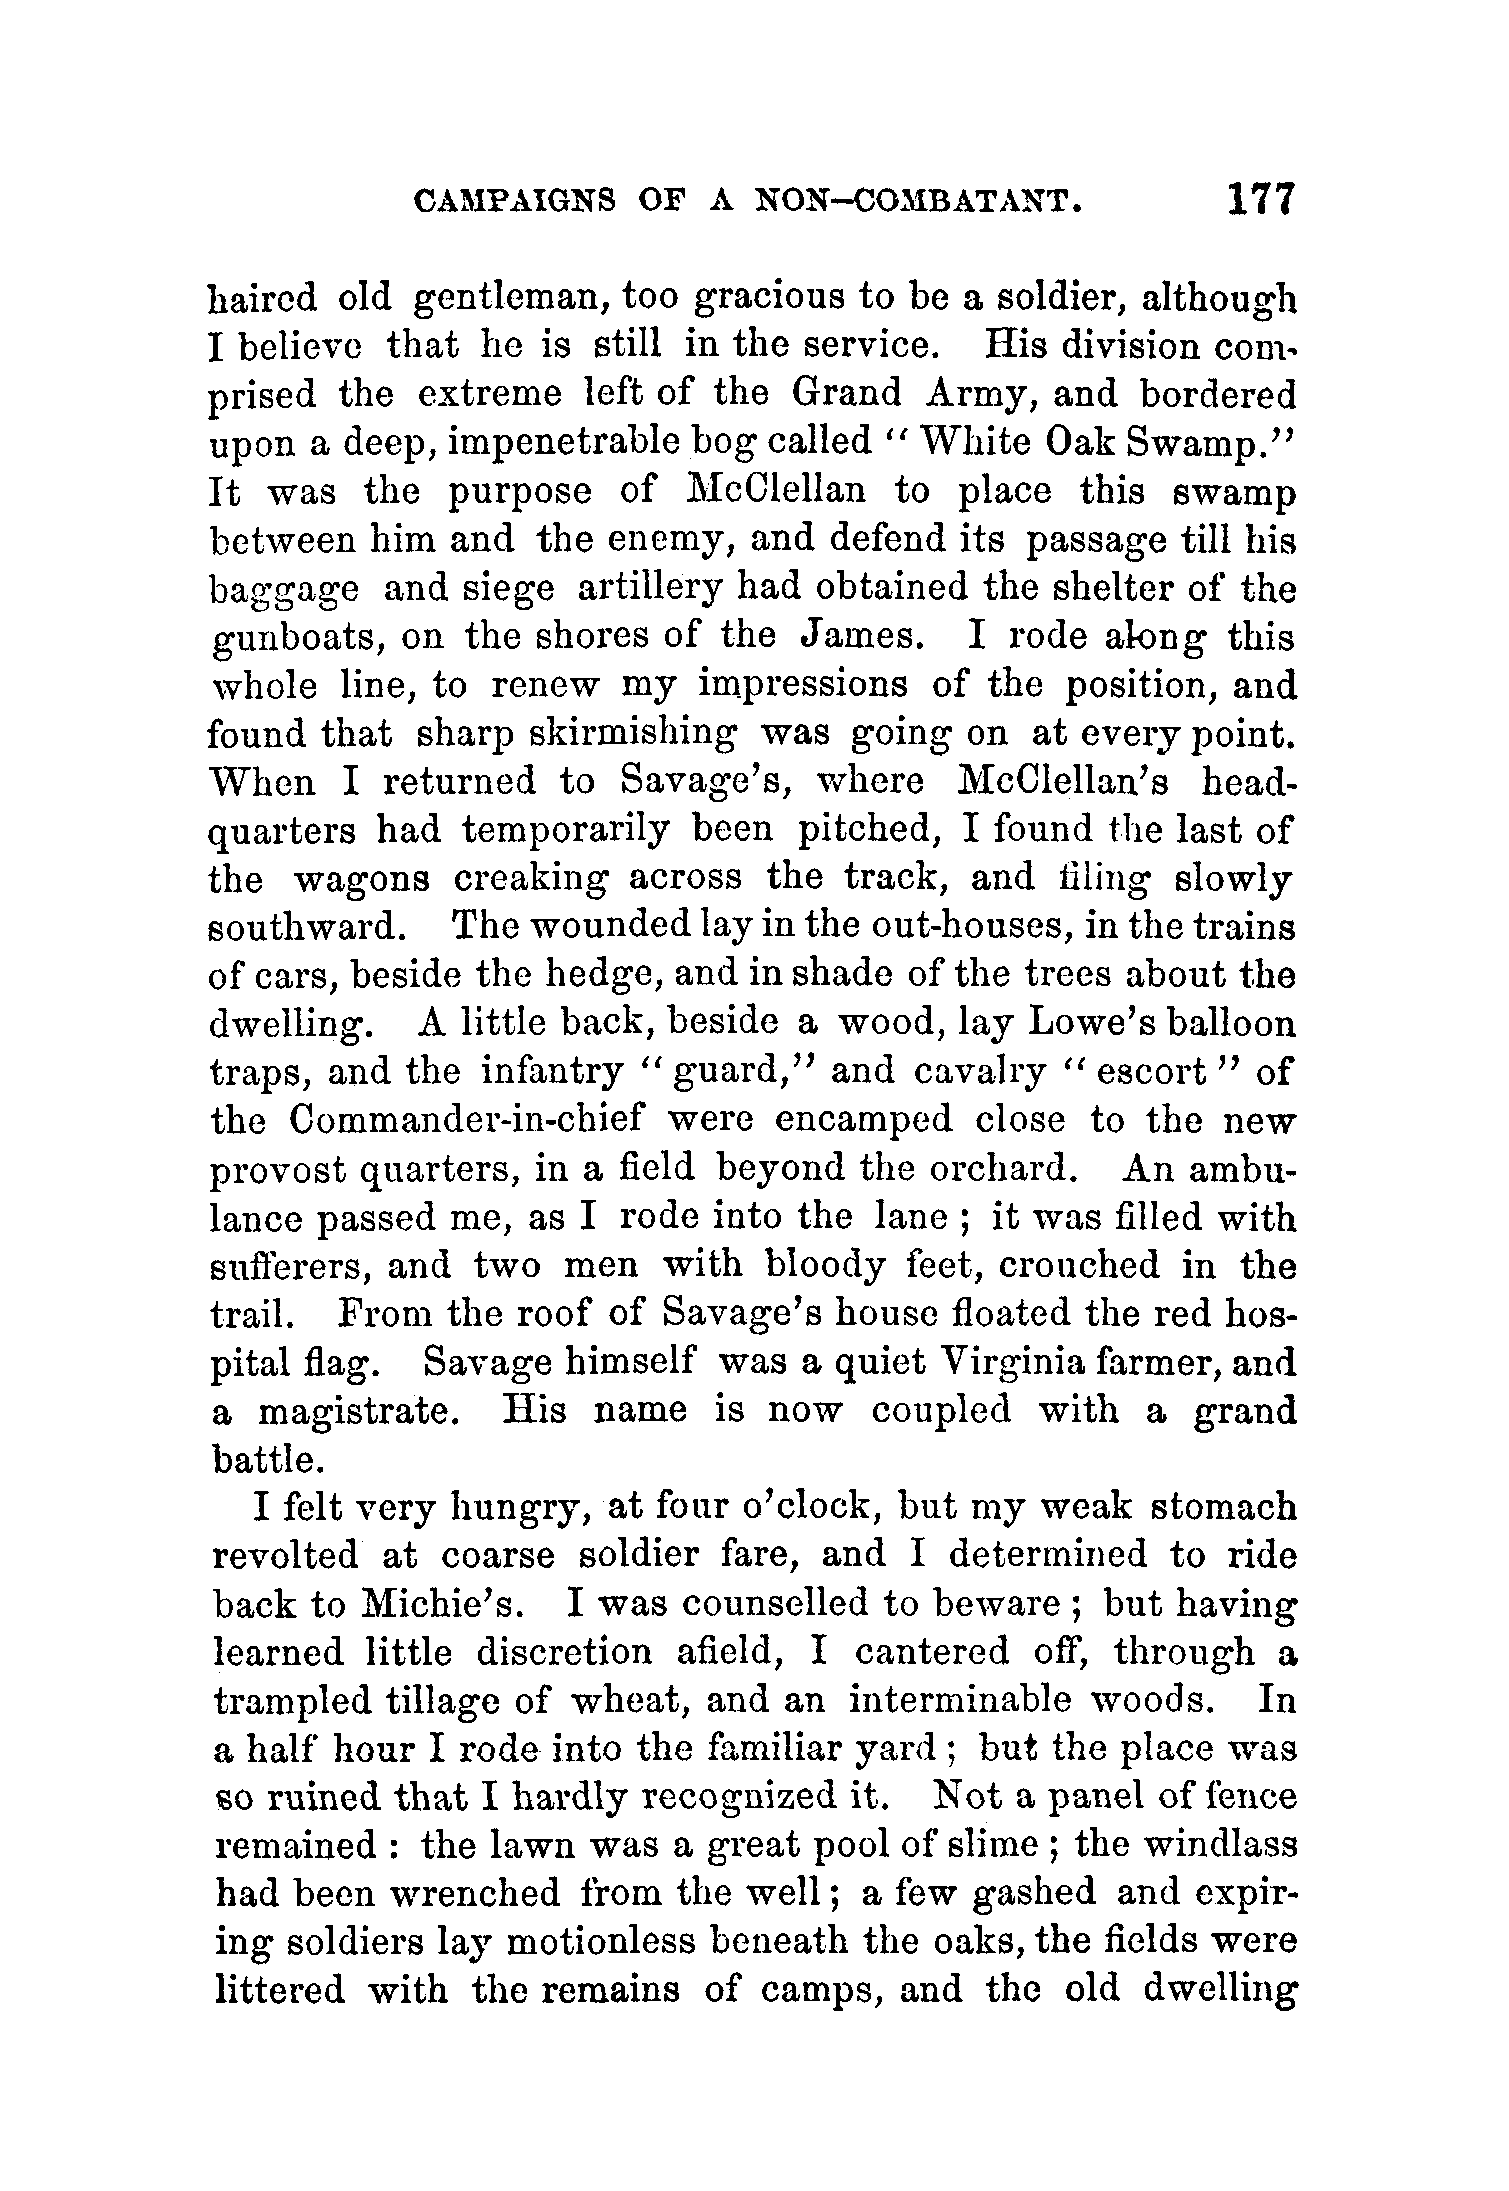 CAMPAIGNS OF A NON-COMBATANT. 177
haired old gentleman, too gracious to be a soldier, although
I believe that he is still in the service. His division com-
prised the extreme left of the Grand Army, and bordered
upon a deep, impenetrable bog called "White Oak Swamp."
It was the purpose of McClellan to place this swamp
between him and the enemy, and defend its passage till his
baggage and siege artillery had obtained the shelter of the
gunboats, on the shores of the James. I rode along this
whole line, to renew my impressions of the position, and
found that sharp skirmishing was going on at every point.
When I returned to Savage's, where McClellan's head-
quarters had temporarily been pitched, I found the last of
the wagons creaking across the track, and filing slowly
southward. The wounded lay in the out-houses, in the trains
of cars, beside the hedge, and in shade of the trees about the
dwelling. A little back, beside a wood, lay Lowe's balloon
traps, and the infantry "guard," and cavalry "escort" of
the Commander-in-chief were encamped close to the new
provost quarters, in a field beyond the orchard. An ambu-
lance passed me, as I rode into the lane; it was filled with
sufferers, and two men with bloody feet, crouched in the
trail. From the roof of Savage's house floated the red hos-
pital flag. Savage himself was a quiet Virginia farmer, and
a magistrate. His name is now coupled with a grand
battle.
I felt very hungry, at four o'clock, but my weak stomach
revolted at coarse soldier fare, and I determined to ride
back to Michie's. I was counselled to beware; but having
learned little discretion afield, I cantered off, through a
trampled tillage of wheat, and an interminable woods. In
a half hour I rode into the familiar yard; but the place was
so ruined that I hardly recognized it. Not a panel of fence
remained: the lawn was a great pool of slime; the windlass
had been wrenched from the well; a few gashed and expir-
ing soldiers lay motionless beneath the oaks, the fields were
littered with the remains of camps, and the old dwelling